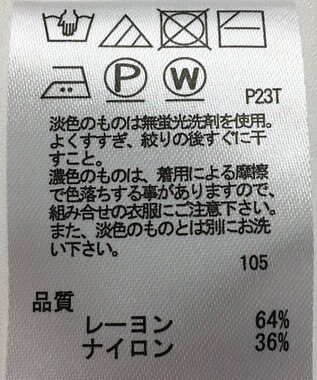 P W
P23T
淡色のものは無蛍光洗剤を使用。
よくすすぎ、絞りの後すぐに干
すこと。
濃色のものは、着用による摩擦
で色落ちする事がありますので、
組み合せの衣服にご注意下さい。
また、淡色のものとは別にお洗
い下さい。
105
品質
レーヨン 64%
ナイロン 36%